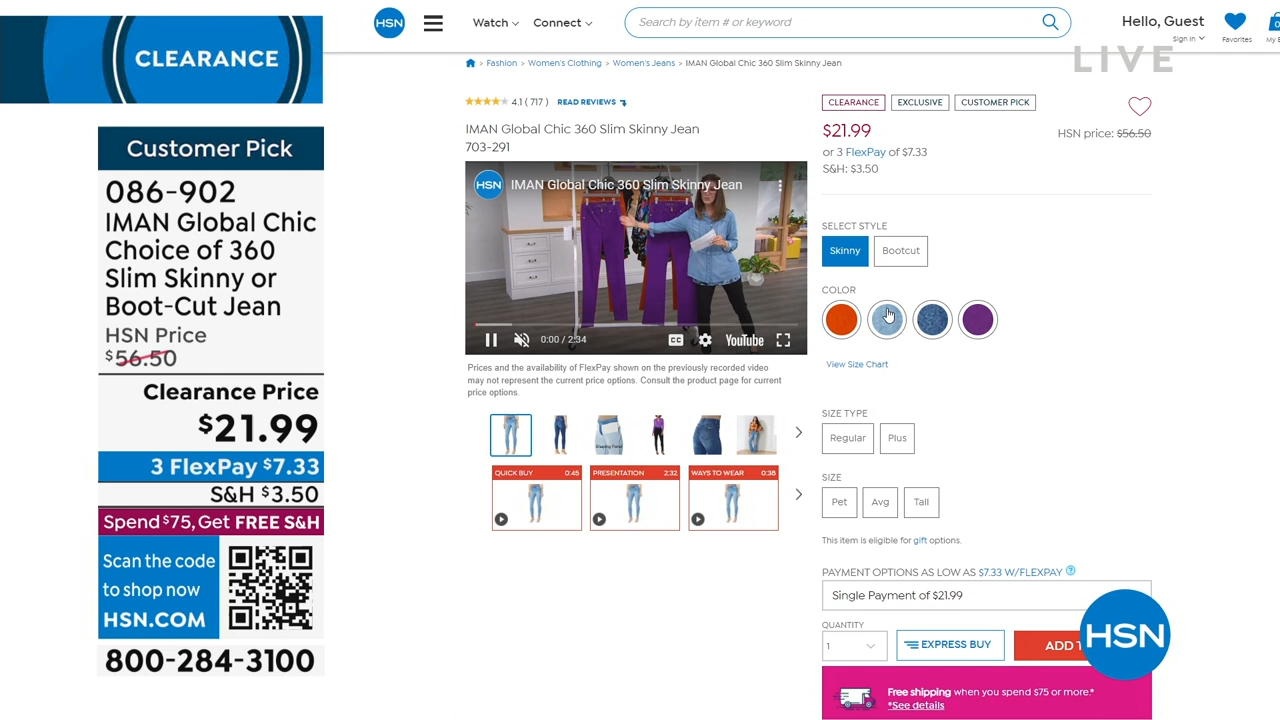 CLEARANCE
Customer Pick
086-902
IMAN Global Chic
Choice of 360
Slim Skinny or
Boot-Cut Jean
HSN Price
$56.50
Clearance Price
$21.99
3 FlexPay $7.33
S&H $3.50
Spend $75, Get FREE S&H
Scan the code
to shop now
HSN.COM
800-284-3100
HSN
Watch
Connect
Search by item # or keyword
Hello, Guest
Sign In
Favorites
LIVE
> Fashion > Women's Clothing > Women's Jeans > IMAN Global Chic 360 Slim Skinny Jean
4.1 ( 717 ) READ REVIEWS
IMAN Global Chic 360 Slim Skinny Jean
703-291
HSN IMAN Global Chic 360 Slim Skinny Jean
0:00 / 2:34
CC
YouTube
Prices and the availability of FlexPay shown on the previously recorded video
may not represent the current price options. Consult the product page for current
price options.
QUICK BUY 0:45
PRESENTATION 2:32
WAYS TO WEAR 0:38
CLEARANCE
EXCLUSIVE
CUSTOMER PICK
$21.99
HSN price: $56.50
or 3 FlexPay of $7.33
S&H: $3.50
SELECT STYLE
Skinny
Bootcut
COLOR
View Size Chart
SIZE TYPE
Regular
Plus
SIZE
Pet
Avg
Tall
This item is eligible for gift options.
PAYMENT OPTIONS AS LOW AS $7.33 W/FLEXPAY ?
Single Payment of $21.99
QUANTITY
1
EXPRESS BUY
ADD
HSN
Free shipping when you spend $75 or more.*
*See details